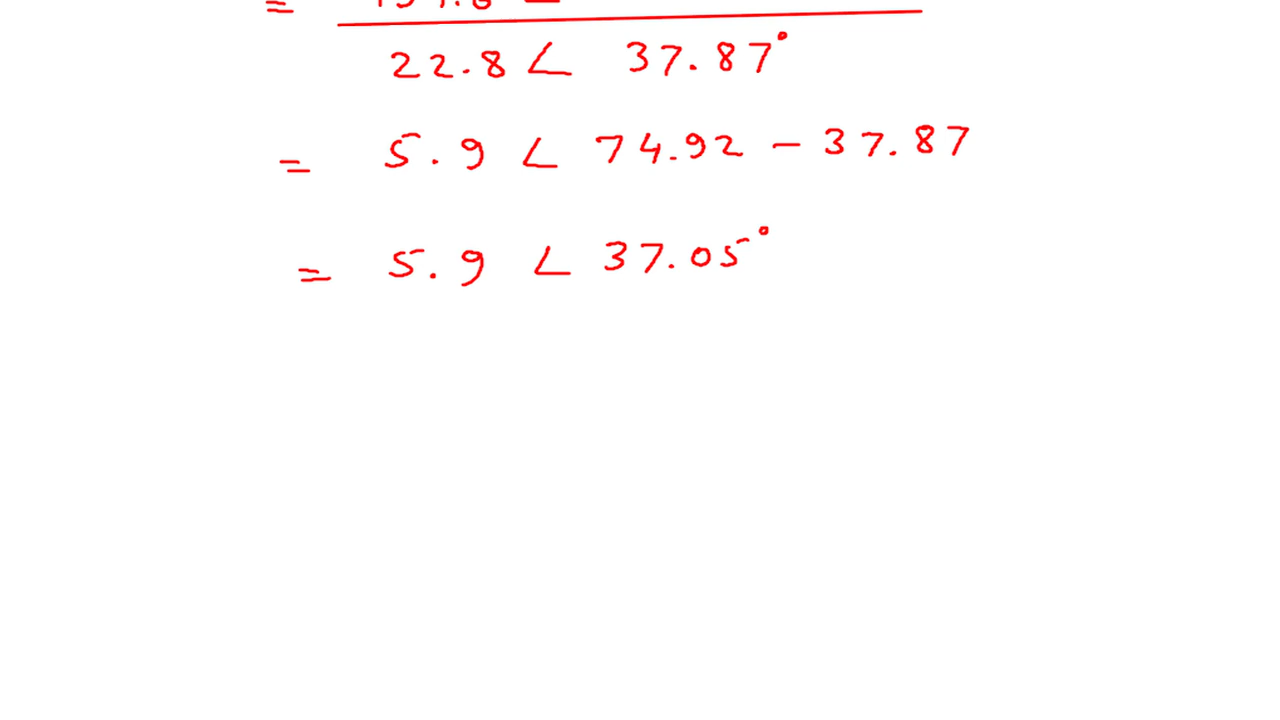 =
22.8 ∠ 37.87°
= 5.9 ∠ 74.92 - 37.87
= 5.9 ∠ 37.05°